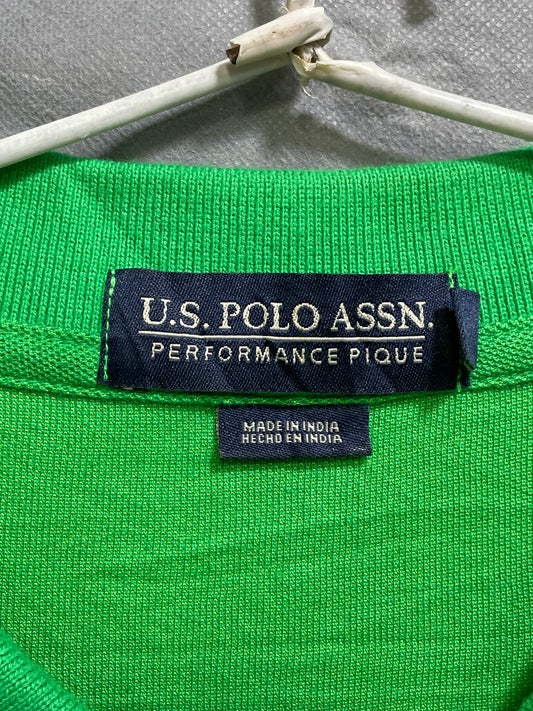 U.S. POLO ASSN.
PERFORMANCE PIQUE
MADE IN INDIA
HECHO EN INDIA